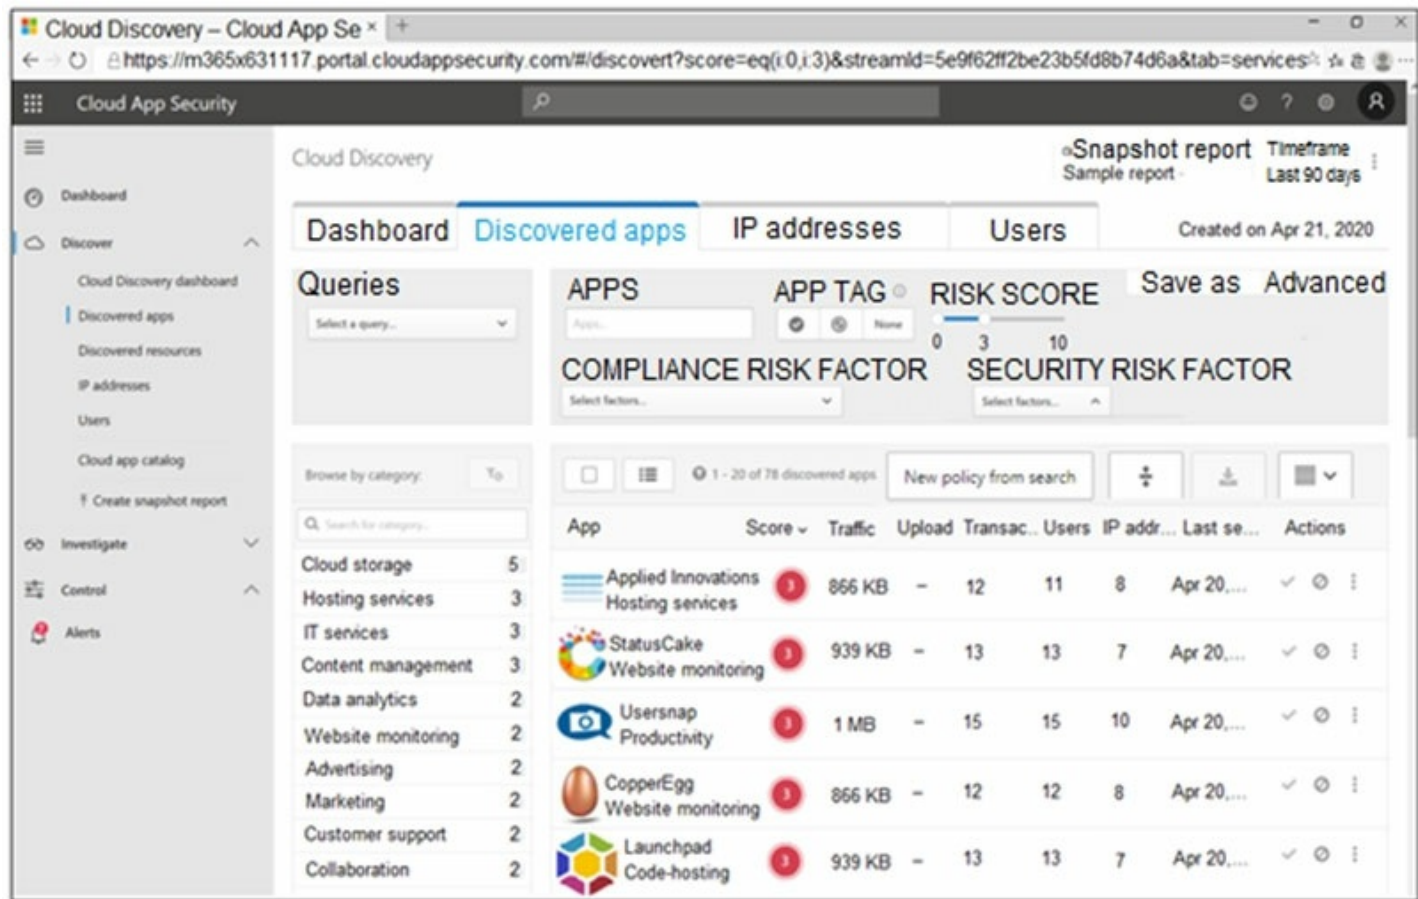 Cloud Discovery – Cloud App Se × +
https://m365x631117.portal.cloudappsecurity.com/#/discovert?score=eq(i:0,i:3)&streamId=5e9f62ff2be23b5fd8b74d6a&tab=services
Cloud App Security
?
Cloud Discovery
Snapshot report
Sample report
Timeframe
Last 90 days
Dashboard
Discover
Cloud Discovery dashboard
Discovered apps
Discovered resources
IP addresses
Users
Cloud app catalog
Create snapshot report
Investigate
Control
Alerts
Dashboard Discovered apps IP addresses Users
Created on Apr 21, 2020
Queries
Select a query...
APPS
Apps...
APP TAG
None
RISK SCORE
0 3 10
Save as Advanced
COMPLIANCE RISK FACTOR
Select factors...
SECURITY RISK FACTOR
Select factors...
Browse by category:
Search for category...
Cloud storage 5
Hosting services 3
IT services 3
Content management 3
Data analytics 2
Website monitoring 2
Advertising 2
Marketing 2
Customer support 2
Collaboration 2
1 - 20 of 78 discovered apps New policy from search
App Score Traffic Upload Transac... Users IP addr... Last se... Actions
Applied Innovations
Hosting services
3 866 KB – 12 11 8 Apr 20,...
StatusCake
Website monitoring
3 939 KB – 13 13 7 Apr 20,...
Usersnap
Productivity
3 1 MB – 15 15 10 Apr 20,...
CopperEgg
Website monitoring
3 866 KB – 12 12 8 Apr 20,...
Launchpad
Code-hosting
3 939 KB – 13 13 7 Apr 20,...